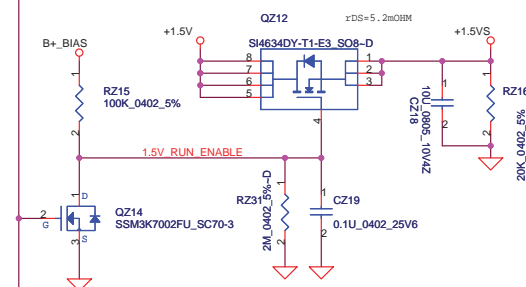 QZ12
rDS=5.2mOHM
+1.5V
+1.5VS
B+_BIAS
SI4634DY-T1-E3_SO8~D
8
7
6
5
1
2
3
4
1
RZ15
100K_0402_5%
2
1
10U_0805_10V4Z
CZ18
2
1
RZ16
20K_0402_5%
2
1.5V_RUN_ENABLE
1
D
2
G
S
3
QZ14
SSM3K7002FU_SC70-3
1
RZ31
2M_0402_5%~D
2
1
CZ19
0.1U_0402_25V6
2